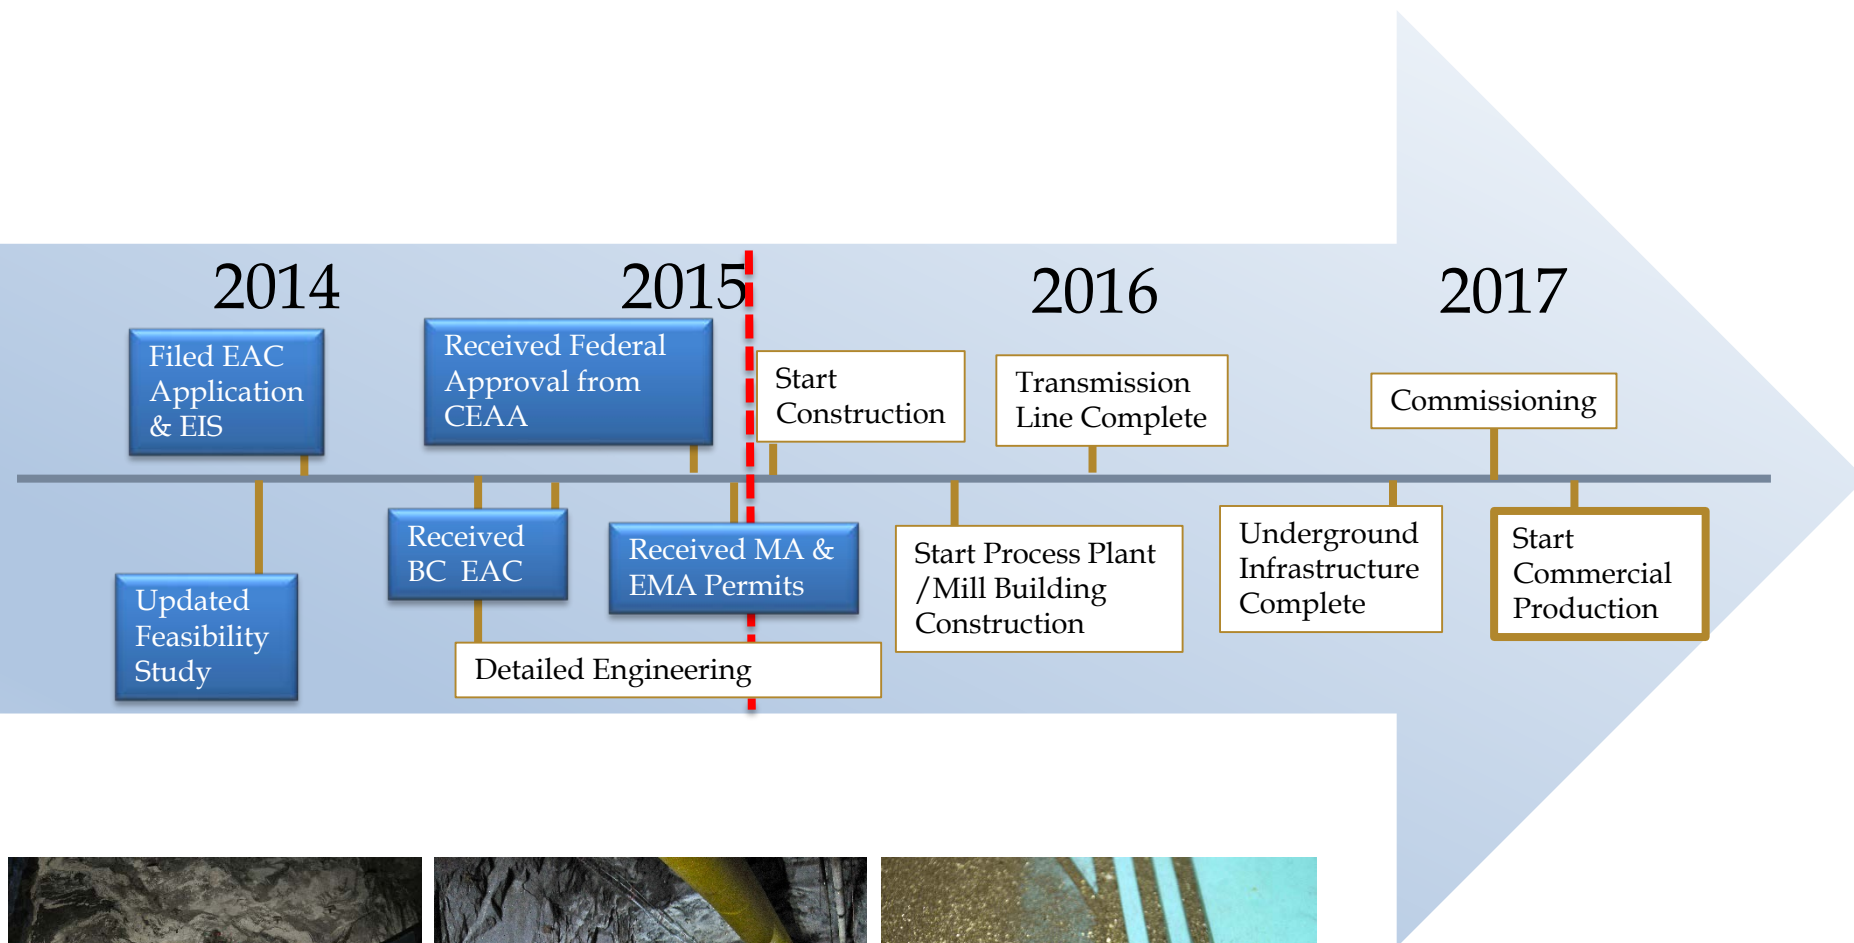 2014
2015
2016
2017
Filed EAC
Application
& EIS
Received Federal
Approval from
CEAA
Start
Construction
Transmission
Line Complete
Commissioning
Updated
Feasibility
Study
Received
BC  EAC
Detailed Engineering
Received MA &
EMA Permits
Start Process Plant
/Mill Building
Construction
Underground
Infrastructure
Complete
Start
Commercial
Production